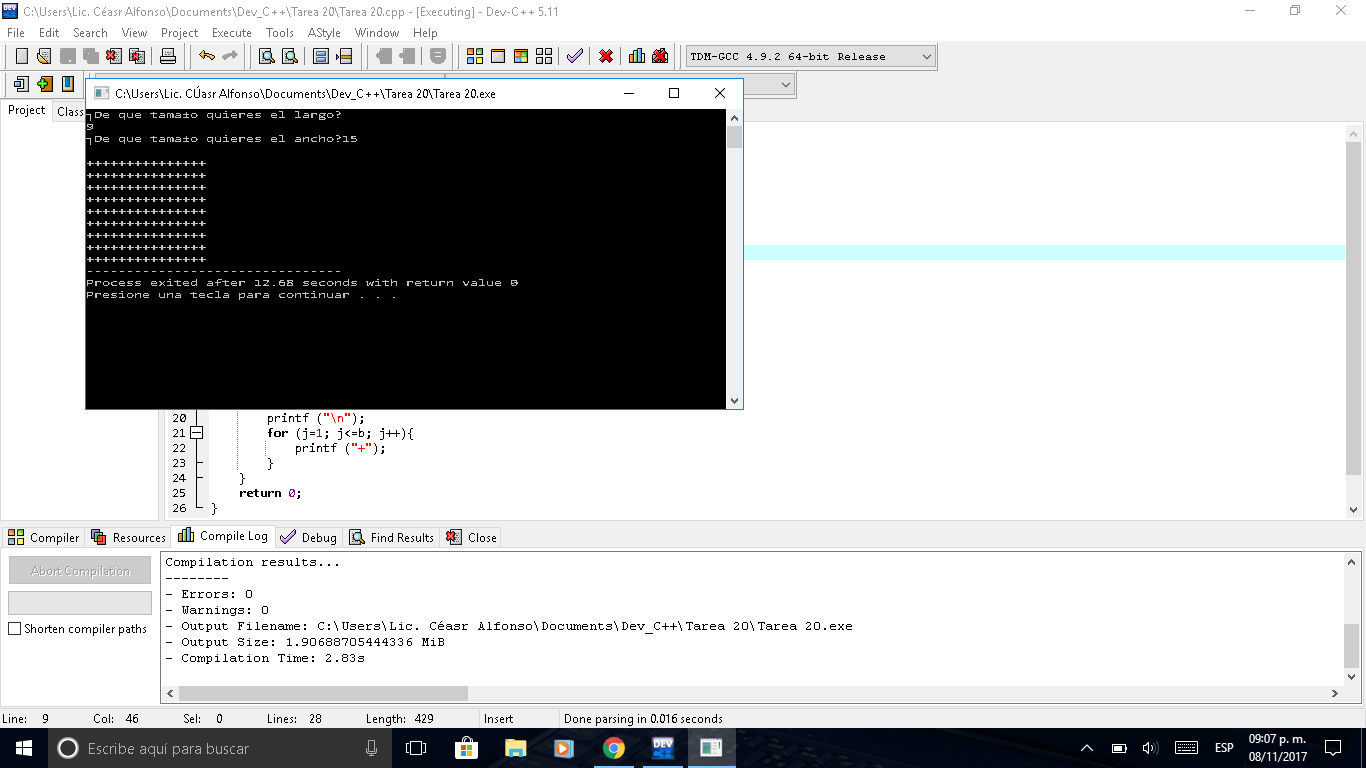 C:\Users\Lic. Céasr Alfonso\Documents\Dev_C++\Tarea 20\Tarea 20.cpp - [Executing] - Dev-C++ 5.11
File Edit Search View Project Execute Tools AStyle Window Help
TDM-GCC 4.9.2 64-bit Release
Project Class
C:\Users\Lic. CÚasr Alfonso\Documents\Dev_C++\Tarea 20\Tarea 20.exe
┐De que tama±o quieres el largo?
9
┐De que tama±o quieres el ancho?15
+++++++++++++++
+++++++++++++++
+++++++++++++++
+++++++++++++++
+++++++++++++++
+++++++++++++++
+++++++++++++++
+++++++++++++++
+++++++++++++++
--------------------------------
Process exited after 12.68 seconds with return value 0
Presione una tecla para continuar . . .
20 printf ("\n");
21 for (j=1; j<=b; j++){
22 printf ("+");
23 }
24 }
25 return 0;
26 }
Compiler Resources Compile Log Debug Find Results Close
Abort Compilation
Shorten compiler paths
Compilation results...
--------
- Errors: 0
- Warnings: 0
- Output Filename: C:\Users\Lic. Céasr Alfonso\Documents\Dev_C++\Tarea 20\Tarea 20.exe
- Output Size: 1.90688705444336 MiB
- Compilation Time: 2.83s
Line: 9 Col: 46 Sel: 0 Lines: 28 Length: 429 Insert Done parsing in 0.016 seconds
Escribe aquí para buscar
DEV
ESP
09:07 p. m.
08/11/2017